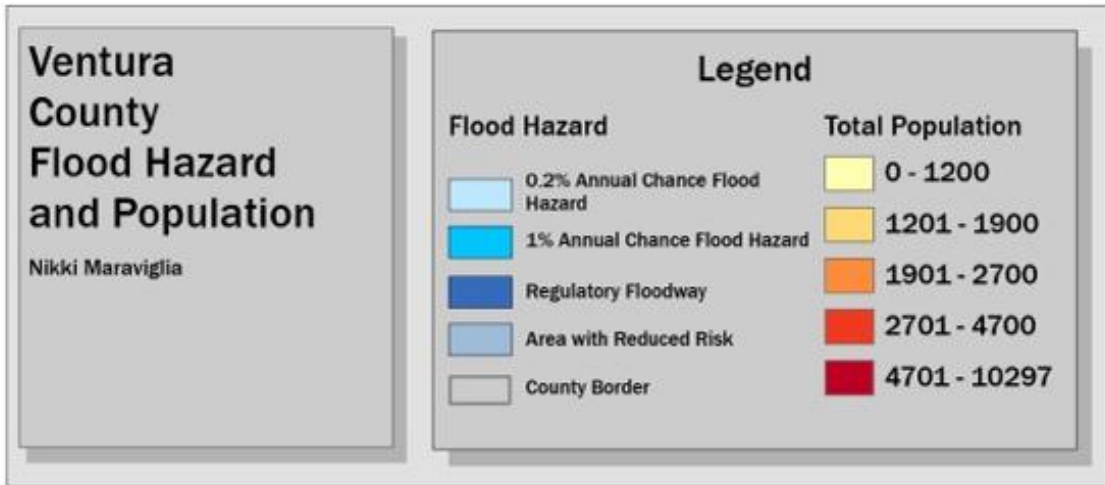 Ventura
County
Flood Hazard
and Population
Nikki Maraviglia
Legend
Flood Hazard
0.2% Annual Chance Flood
Hazard
1% Annual Chance Flood Hazard
Regulatory Floodway
Area with Reduced Risk
County Border
Total Population
0 - 1200
1201 - 1900
1901 - 2700
2701 - 4700
4701 - 10297